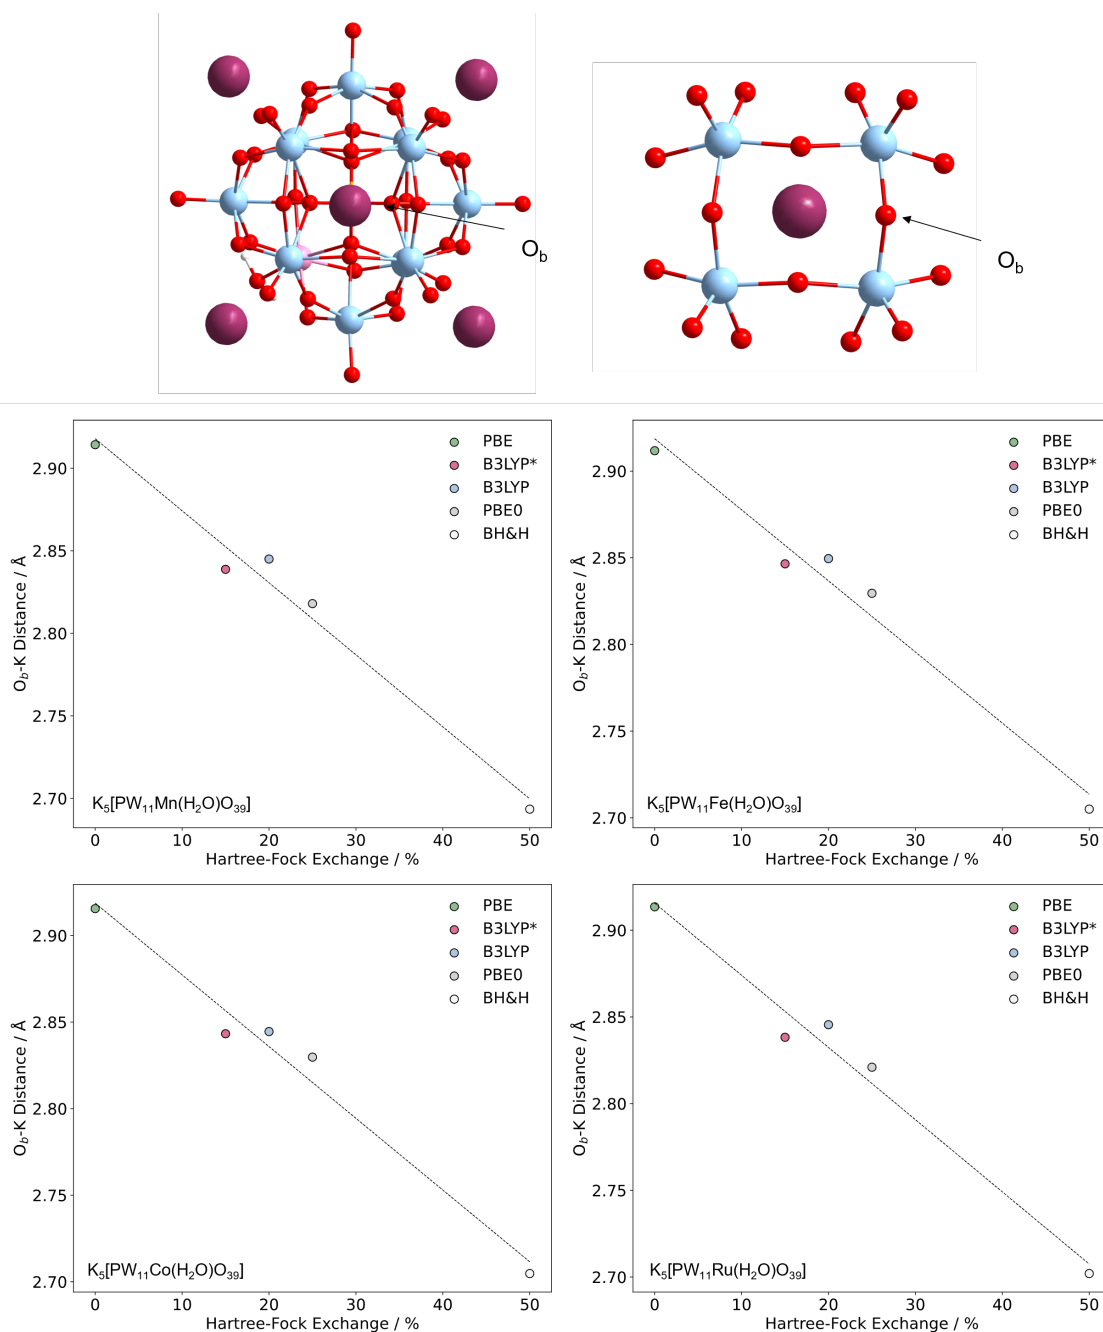 O_b
O_b
2.90
2.85
2.80
2.75
2.70
O_b-K Distance / Å
PBE
B3LYP*
B3LYP
PBE0
BH&H
K₅[PW₁₁Mn(H₂O)O₃₉]
0 10 20 30 40 50
Hartree-Fock Exchange / %
2.90
2.85
2.80
2.75
2.70
O_b-K Distance / Å
PBE
B3LYP*
B3LYP
PBE0
BH&H
K₅[PW₁₁Fe(H₂O)O₃₉]
0 10 20 30 40 50
Hartree-Fock Exchange / %
2.90
2.85
2.80
2.75
2.70
O_b-K Distance / Å
PBE
B3LYP*
B3LYP
PBE0
BH&H
K₅[PW₁₁Co(H₂O)O₃₉]
0 10 20 30 40 50
Hartree-Fock Exchange / %
2.90
2.85
2.80
2.75
2.70
O_b-K Distance / Å
PBE
B3LYP*
B3LYP
PBE0
BH&H
K₅[PW₁₁Ru(H₂O)O₃₉]
0 10 20 30 40 50
Hartree-Fock Exchange / %